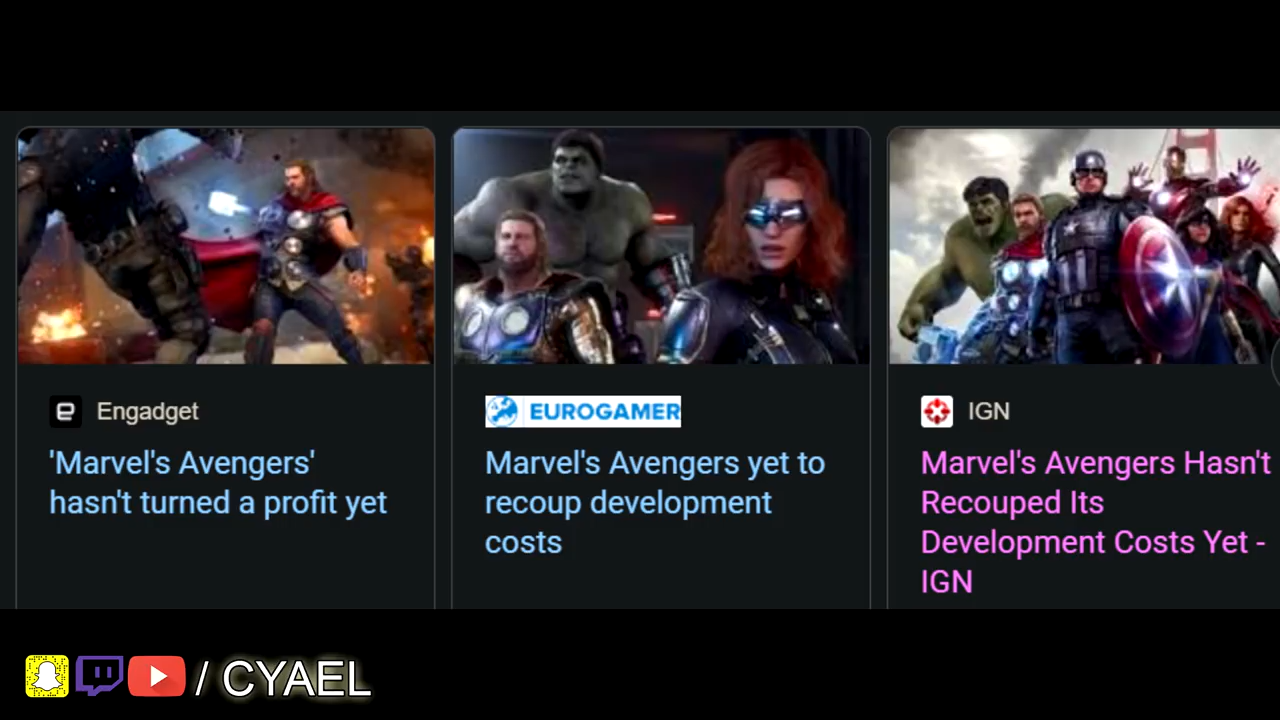 Engadget
'Marvel's Avengers'
hasn't turned a profit yet
EUROGAMER
Marvel's Avengers yet to
recoup development
costs
IGN
Marvel's Avengers Hasn't
Recouped Its
Development Costs Yet -
IGN
/ CYAEL